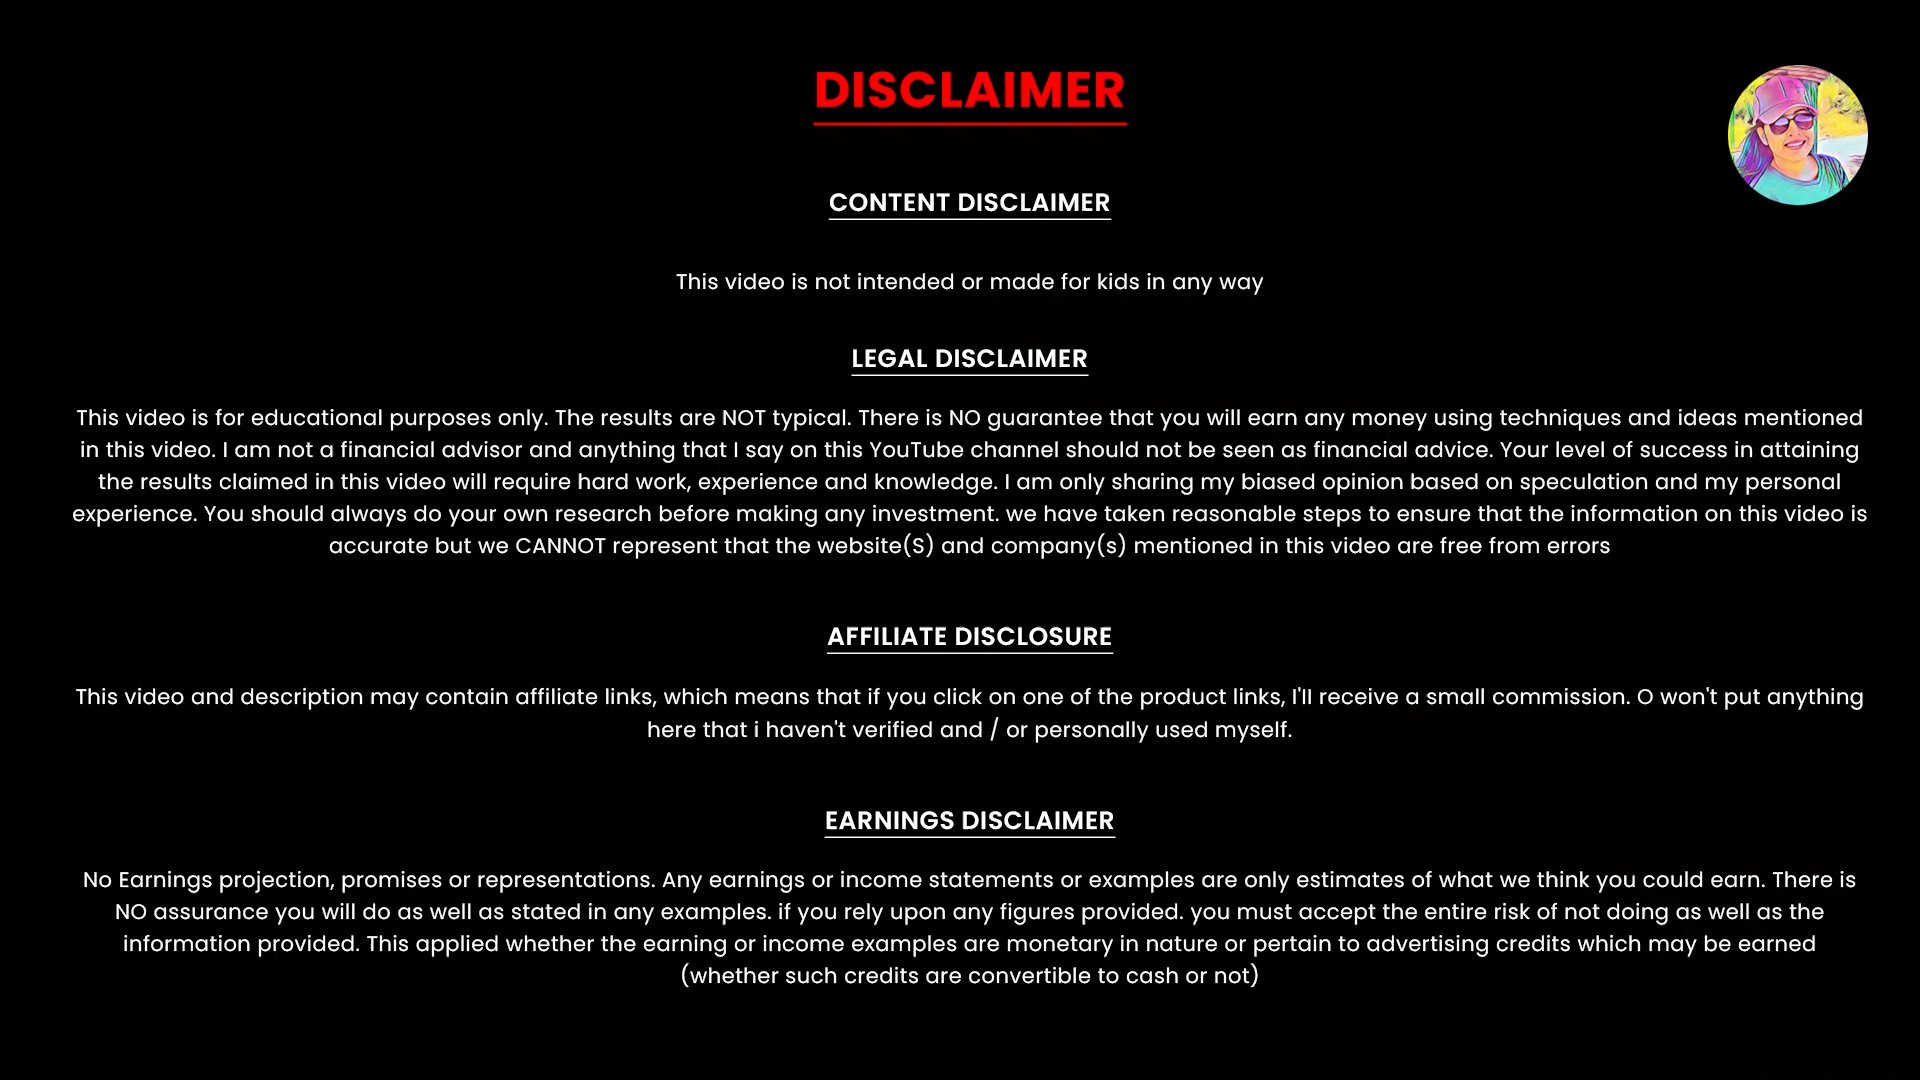 DISCLAIMER
CONTENT DISCLAIMER
This video is not intended or made for kids in any way
LEGAL DISCLAIMER
This video is for educational purposes only. The results are NOT typical. There is NO guarantee that you will earn any money using techniques and ideas mentioned
in this video. I am not a financial advisor and anything that I say on this YouTube channel should not be seen as financial advice. Your level of success in attaining
the results claimed in this video will require hard work, experience and knowledge. I am only sharing my biased opinion based on speculation and my personal
experience. You should always do your own research before making any investment. we have taken reasonable steps to ensure that the information on this video is
accurate but we CANNOT represent that the website(S) and company(s) mentioned in this video are free from errors
AFFILIATE DISCLOSURE
This video and description may contain affiliate links, which means that if you click on one of the product links, I'll receive a small commission. O won't put anything
here that i haven't verified and / or personally used myself.
EARNINGS DISCLAIMER
No Earnings projection, promises or representations. Any earnings or income statements or examples are only estimates of what we think you could earn. There is
NO assurance you will do as well as stated in any examples. if you rely upon any figures provided. you must accept the entire risk of not doing as well as the
information provided. This applied whether the earning or income examples are monetary in nature or pertain to advertising credits which may be earned
(whether such credits are convertible to cash or not)